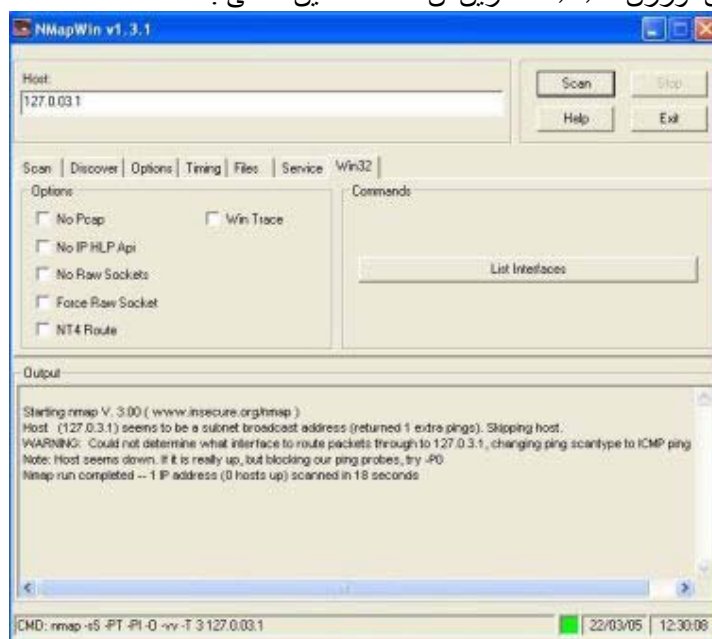 NMapWin v1.3.1
Host:
127.0.03.1
Scan Stop
Help Exit
Scan Discover Options Timing Files Service Win32
Options
No Pcap Win Trace
No IP HLP Api
No Raw Sockets
Force Raw Socket
NT4 Route
Commands
List Interfaces
Output
Starting nmap V. 3.00 ( www.insecure.org/nmap )
Host (127.0.3.1) seems to be a subnet broadcast address (returned 1 extra pings). Skipping host.
WARNING: Could not determine what interface to route packets through to 127.0.3.1, changing ping scantype to ICMP ping
Note: Host seems down. If it is really up, but blocking our ping probes, try -P0
Nmap run completed -- 1 IP address (0 hosts up) scanned in 18 seconds
CMD: nmap -sS -PT -PI -O -vv -T 3 127.0.03.1
22/03/05 12:30:08